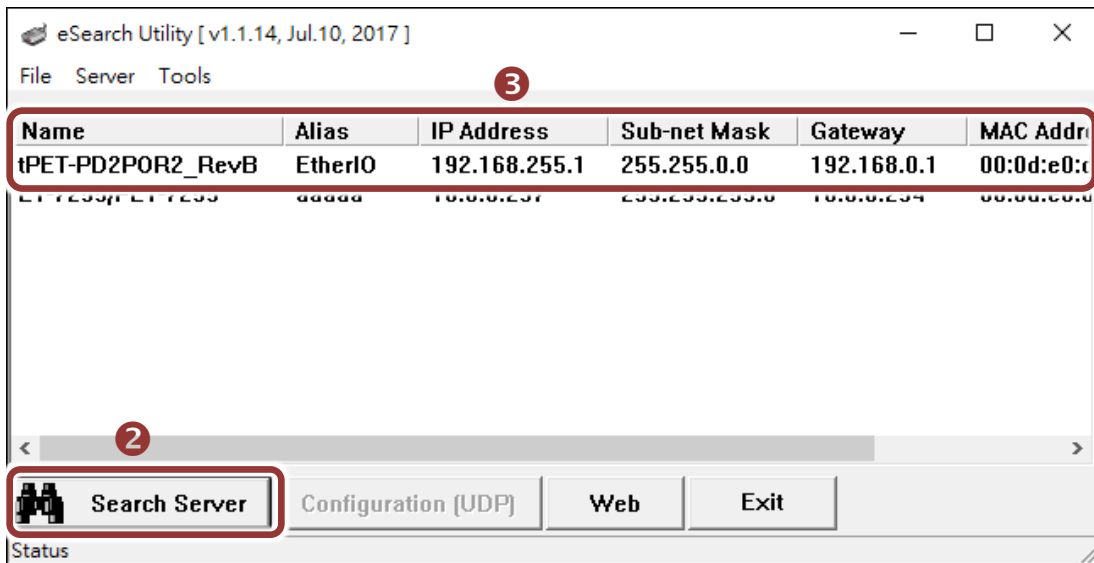 eSearch Utility [ v1.1.14, Jul.10, 2017 ]
File Server Tools
3
Name Alias IP Address Sub-net Mask Gateway MAC Addr
tPET-PD2POR2_RevB EtherIO 192.168.255.1 255.255.0.0 192.168.0.1 00:0d:e0:
2
Search Server Configuration (UDP) Web Exit
Status